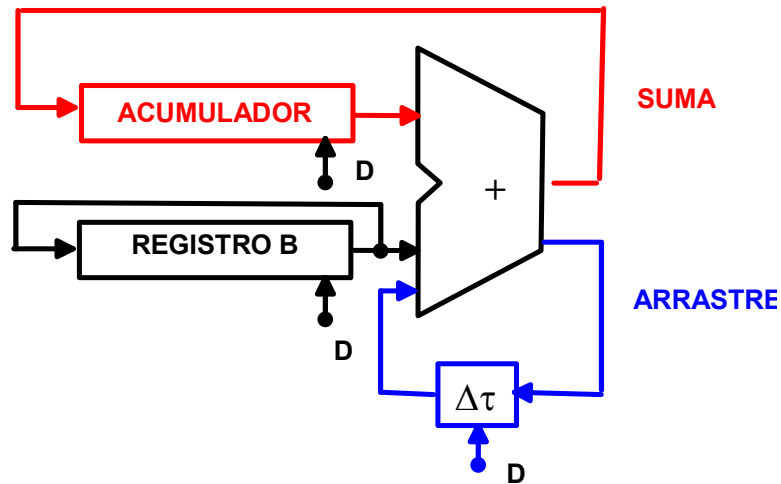 ACUMULADOR
SUMA
D
+
REGISTRO B
ARRASTRE
D
Δτ
D